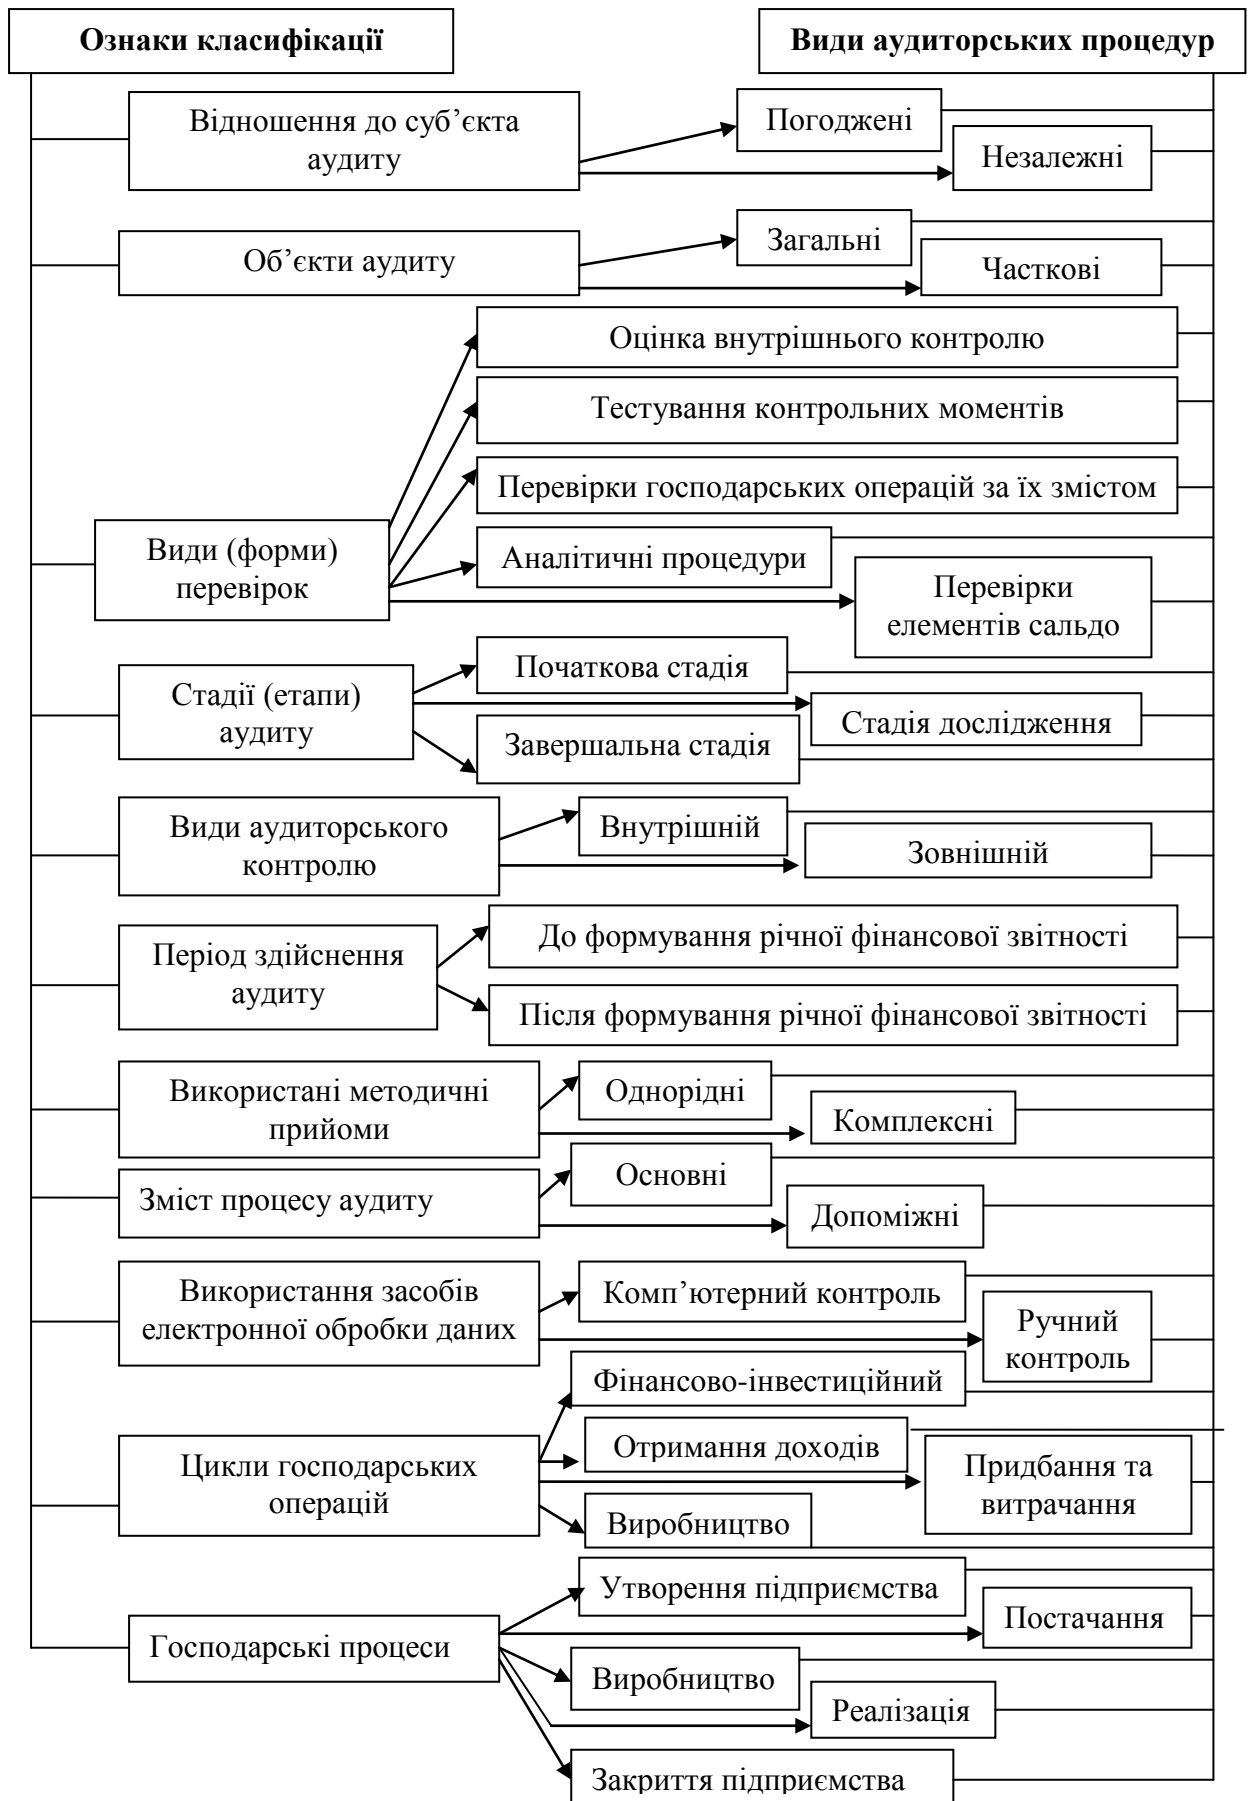 Ознаки класифікації
Види аудиторських процедур
Відношення до суб’єкта
аудиту
Погоджені
Незалежні
Об’єкти аудиту
Загальні
Часткові
Види (форми)
перевірок
Оцінка внутрішнього контролю
Тестування контрольних моментів
Перевірки господарських операцій за їх змістом
Аналітичні процедури
Перевірки
елементів сальдо
Стадії (етапи)
аудиту
Початкова стадія
Стадія дослідження
Завершальна стадія
Види аудиторського
контролю
Внутрішній
Зовнішній
Період здійснення
аудиту
До формування річної фінансової звітності
Після формування річної фінансової звітності
Використані методичні
прийоми
Однорідні
Комплексні
Зміст процесу аудиту
Основні
Допоміжні
Використання засобів
електронної обробки даних
Комп’ютерний контроль
Ручний
контроль
Цикли господарських
операцій
Фінансово-інвестиційний
Отримання доходів
Придбання та
витрачання
Виробництво
Господарські процеси
Утворення підприємства
Постачання
Виробництво
Реалізація
Закриття підприємства